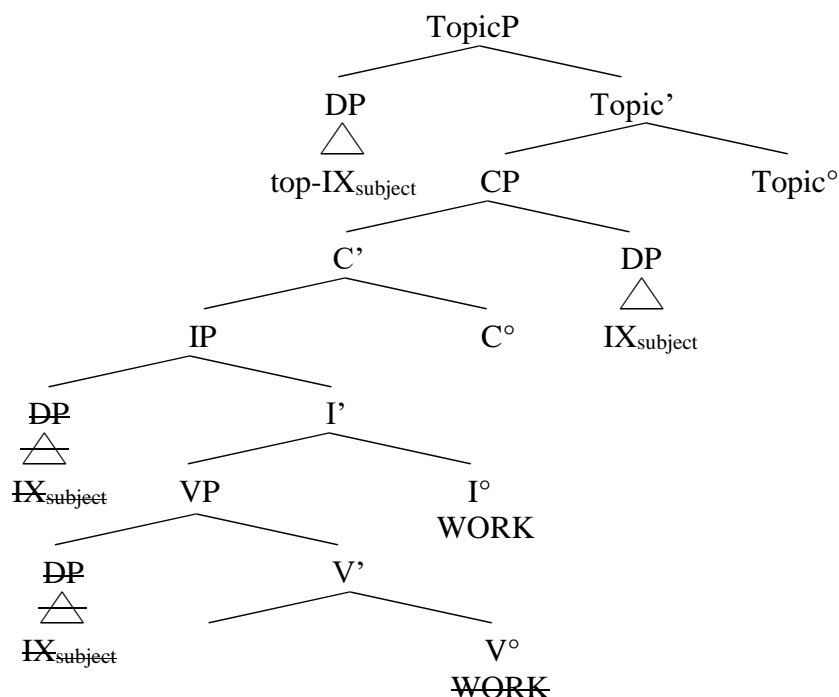 TopicP
DP Topic’
top-IXsubject CP Topic°
C’ DP
IP C° IXsubject
DP I’
IXsubject VP I°
WORK
DP V’
IXsubject V°
WORK